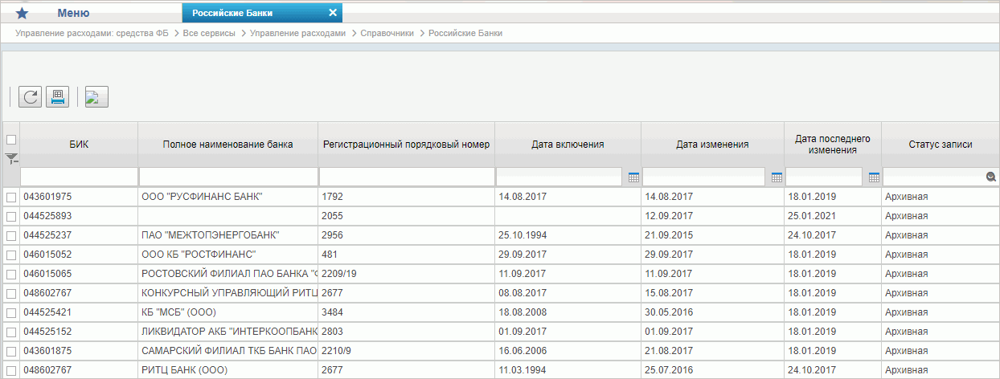 Меню
Российские Банки
Управление расходами: средства ФБ > Все сервисы > Управление расходами > Справочники > Российские Банки
БИК Полное наименование банка Регистрационный порядковый номер Дата включения Дата изменения Дата последнего изменения Статус записи
043601975 ООО "РУСФИНАНС БАНК" 1792 14.08.2017 14.08.2017 18.01.2019 Архивная
044525893 2055 12.09.2017 25.01.2021 Архивная
044525237 ПАО "МЕЖТОПЭНЕРГОБАНК" 2956 25.10.1994 21.09.2015 24.10.2017 Архивная
046015052 ООО КБ "РОСТФИНАНС" 481 29.09.2017 29.09.2017 18.01.2019 Архивная
046015065 РОСТОВСКИЙ ФИЛИАЛ ПАО БАНКА 2209/19 11.09.2017 11.09.2017 18.01.2019 Архивная
048602767 КОНКУРСНЫЙ УПРАВЛЯЮЩИЙ РИТЦ 2677 08.08.2017 15.08.2017 18.01.2019 Архивная
044525421 КБ "МСБ" (ООО) 3484 18.08.2008 30.05.2016 18.01.2019 Архивная
044525152 ЛИКВИДАТОР АКБ "ИНТЕРКООПБАНК 2803 01.09.2017 01.09.2017 18.01.2019 Архивная
043601875 САМАРСКИЙ ФИЛИАЛ ТКБ БАНК ПАО 2210/9 16.06.2006 21.08.2017 18.01.2019 Архивная
048602767 РИТЦ БАНК (ООО) 2677 11.03.1994 25.07.2016 24.10.2017 Архивная